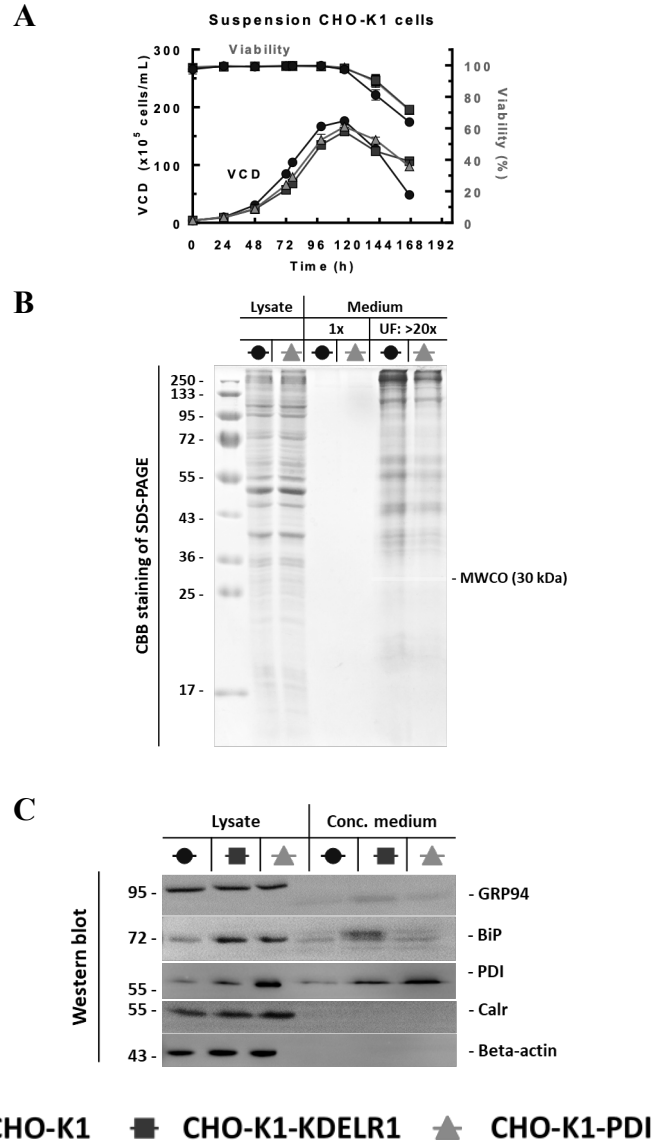 A
Suspension CHO-K1 cells
Viability
VCD
VCD (x10⁵ cells/mL)
300
200
100
0
Viability (%)
100
80
60
40
20
0
0 24 48 72 96 120 144 168 192
Time (h)
B
Lysate Medium
1x UF: >20x
CBB staining of SDS-PAGE
250 -
133 -
95 -
72 -
55 -
43 -
36 -
25 -
17 -
- MWCO (30 kDa)
C
Lysate Conc. medium
Western blot
95 - - GRP94
72 - - BiP
55 - - PDI
55 - - Calr
43 - - Beta-actin
CHO-K1 CHO-K1-KDELR1 CHO-K1-PDI